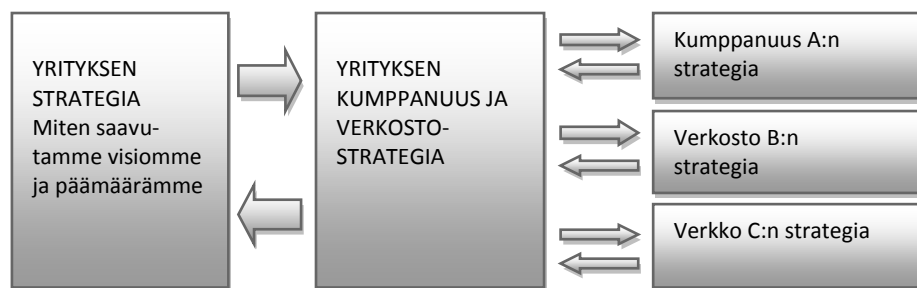 YRITYKSEN
STRATEGIA
Miten saavu-
tamme visiomme
ja päämäärämme
YRITYKSEN
KUMPPANUUS JA
VERKOSTO-
STRATEGIA
Kumppanuus A:n
strategia
Verkosto B:n
strategia
Verkko C:n strategia